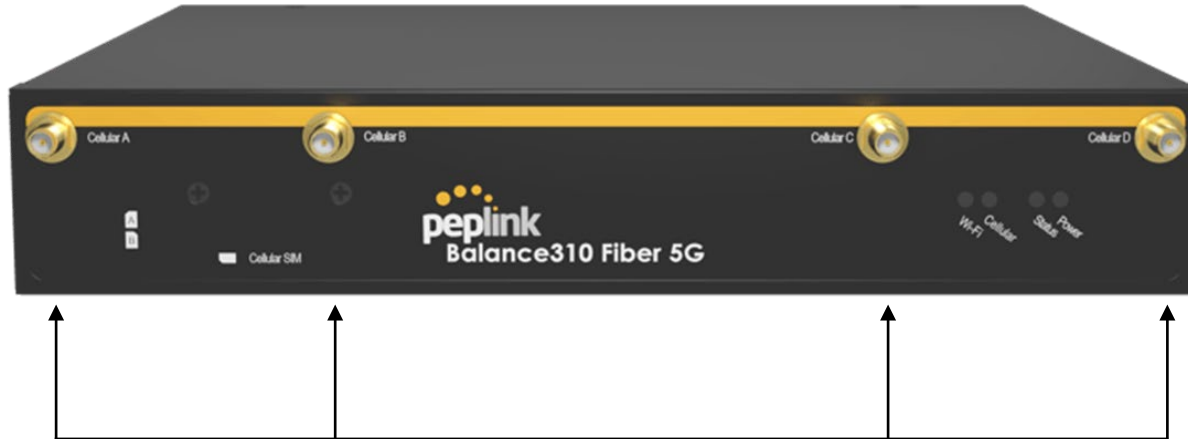 Cellular A
Cellular B
Cellular C
Cellular D
A
B
Cellular SIM
peplink
Balance310 Fiber 5G
Wi-Fi
Cellular
Status
Power